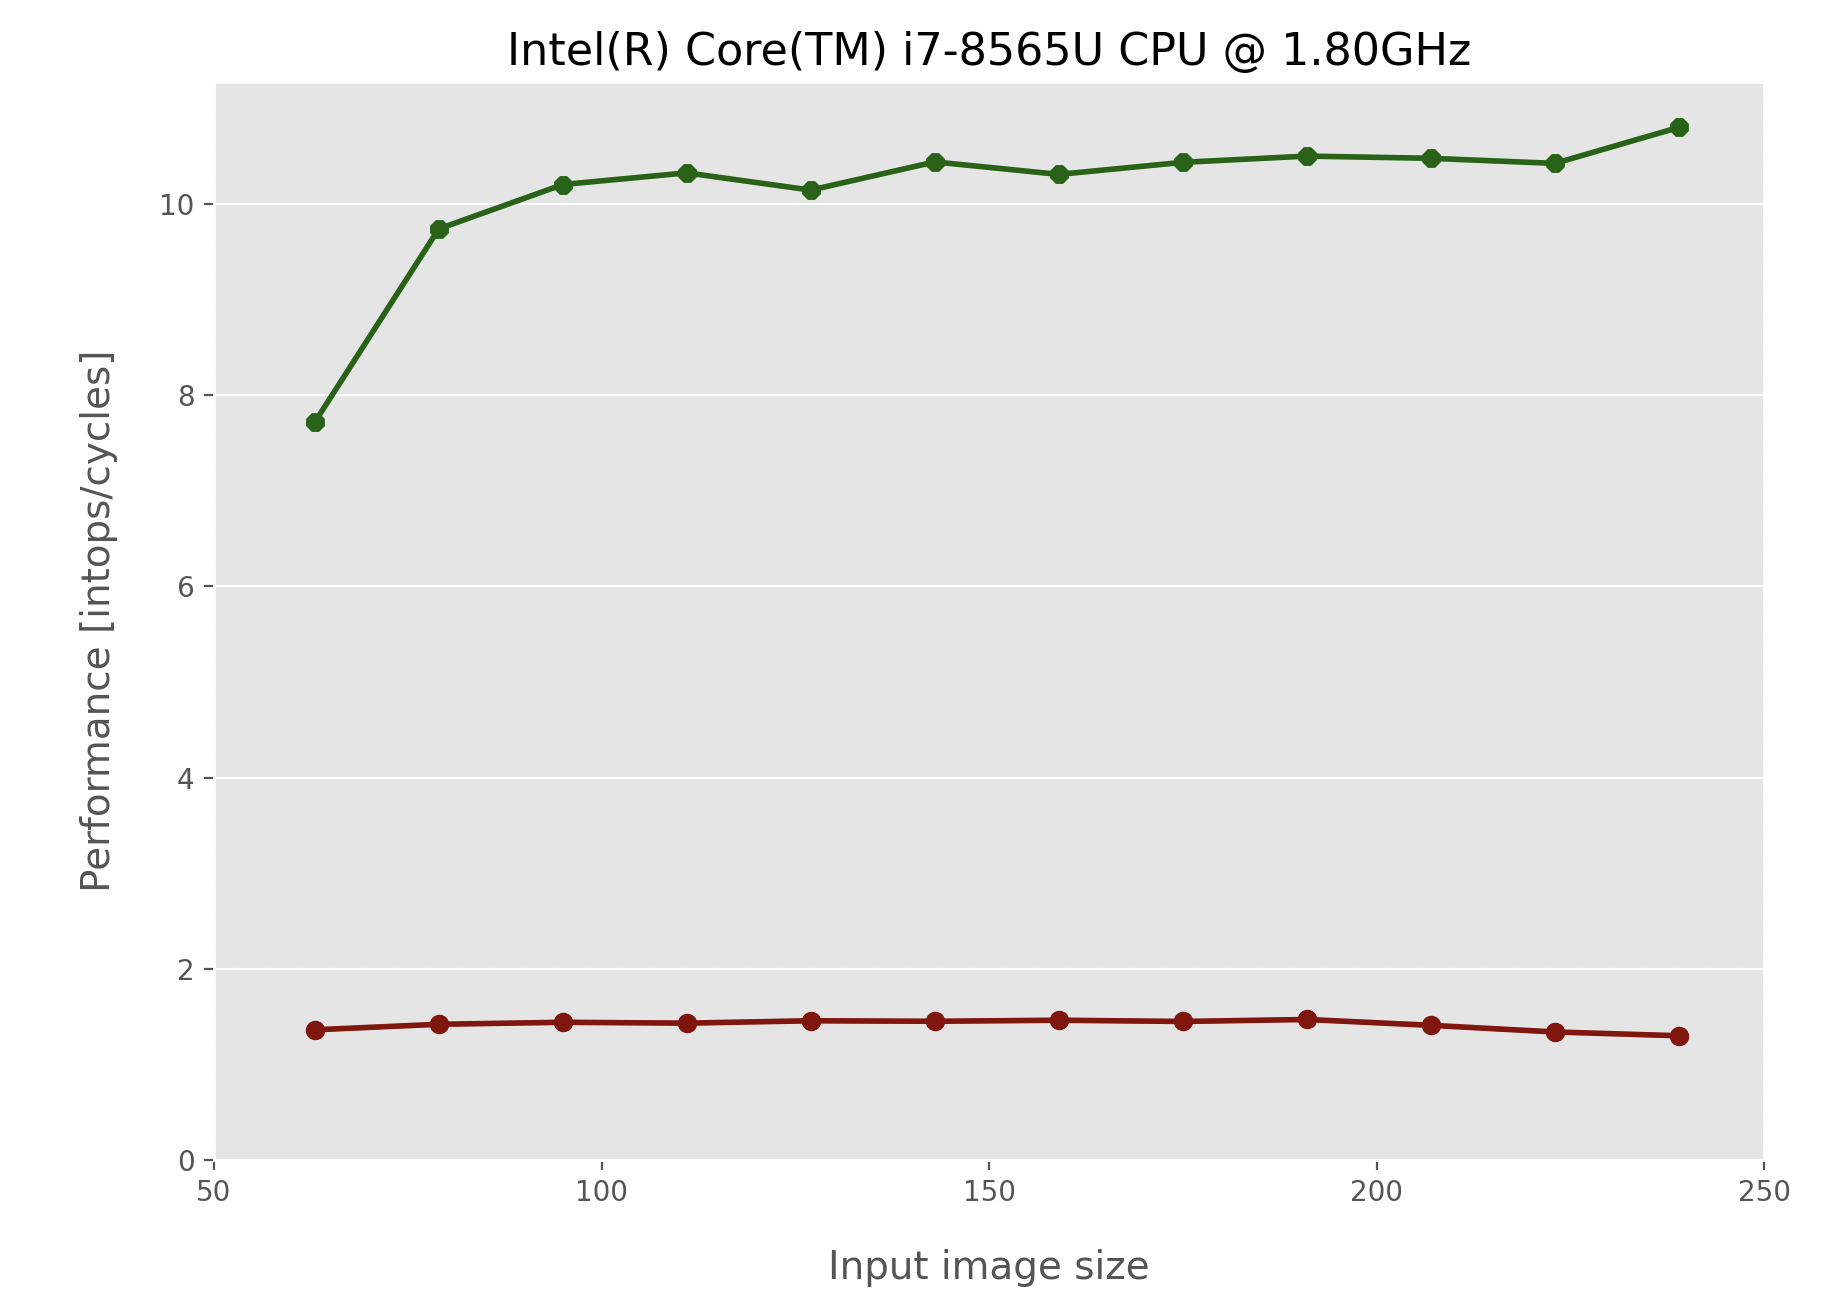 Intel(R) Core(TM) i7-8565U CPU @ 1.80GHz
Performance [intops/cycles]
10
8
6
4
2
0
50 100 150 200 250
Input image size